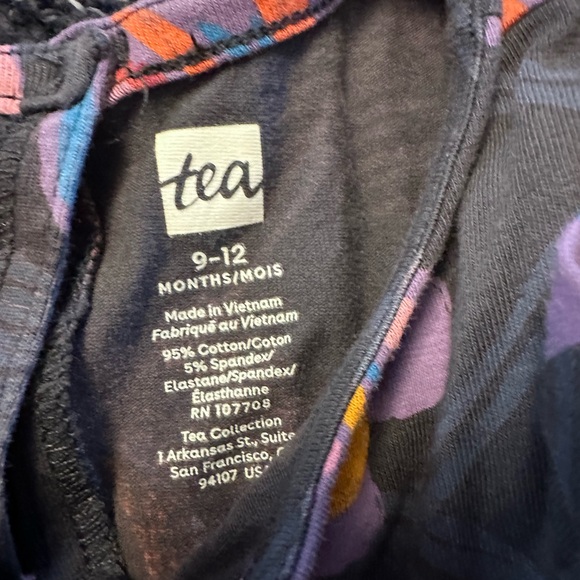 tea
9-12
MONTHS/MOIS
Made in Vietnam
Fabriqué au Vietnam
95% Cotton/Coton
5% Spandex/
Elastane/Spandex/
Élasthanne
RN 107708
Tea Collection
1 Arkansas St., Suite
San Francisco,
94107